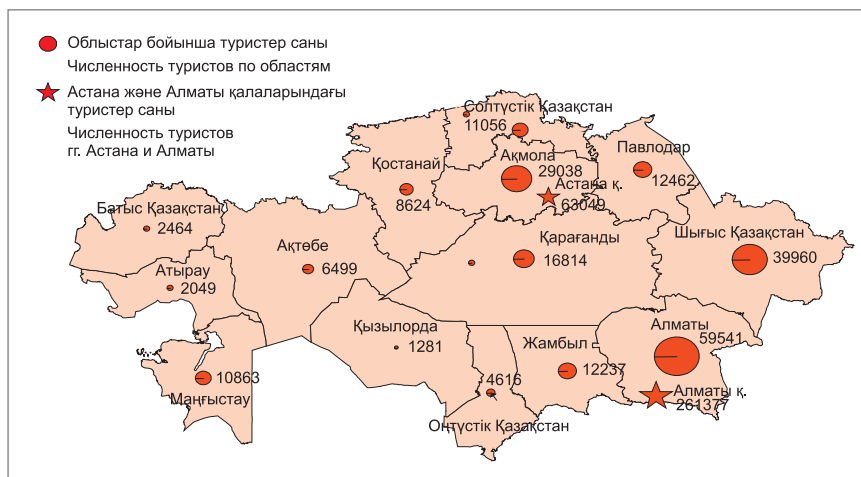 Облыстар бойынша туристер саны
Численность туристов по областям
Астана және Алматы қалаларындағы
туристер саны
Численность туристов
гг. Астана и Алматы
Солтүстік Қазақстан
11056
Қостанай
8624
Ақмола
29038
Астана қ.
63049
Павлодар
12462
Батыс Қазақстан
2464
Ақтөбе
6499
Қарағанды
16814
Шығыс Қазақстан
39960
Атырау
2049
Қызылорда
1281
Жамбыл
12237
Алматы
59541
Алматы қ.
261377
10863
Маңғыстау
4616
Оңтүстік Қазақстан